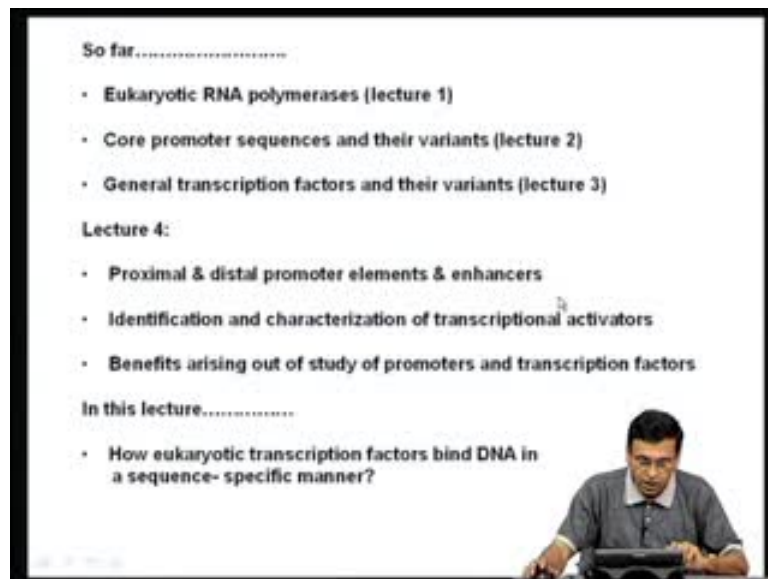 So far..........................
• Eukaryotic RNA polymerases (lecture 1)
• Core promoter sequences and their variants (lecture 2)
• General transcription factors and their variants (lecture 3)
Lecture 4:
• Proximal & distal promoter elements & enhancers
• Identification and characterization of transcriptional activators
• Benefits arising out of study of promoters and transcription factors
In this lecture...............
• How eukaryotic transcription factors bind DNA in
a sequence- specific manner?